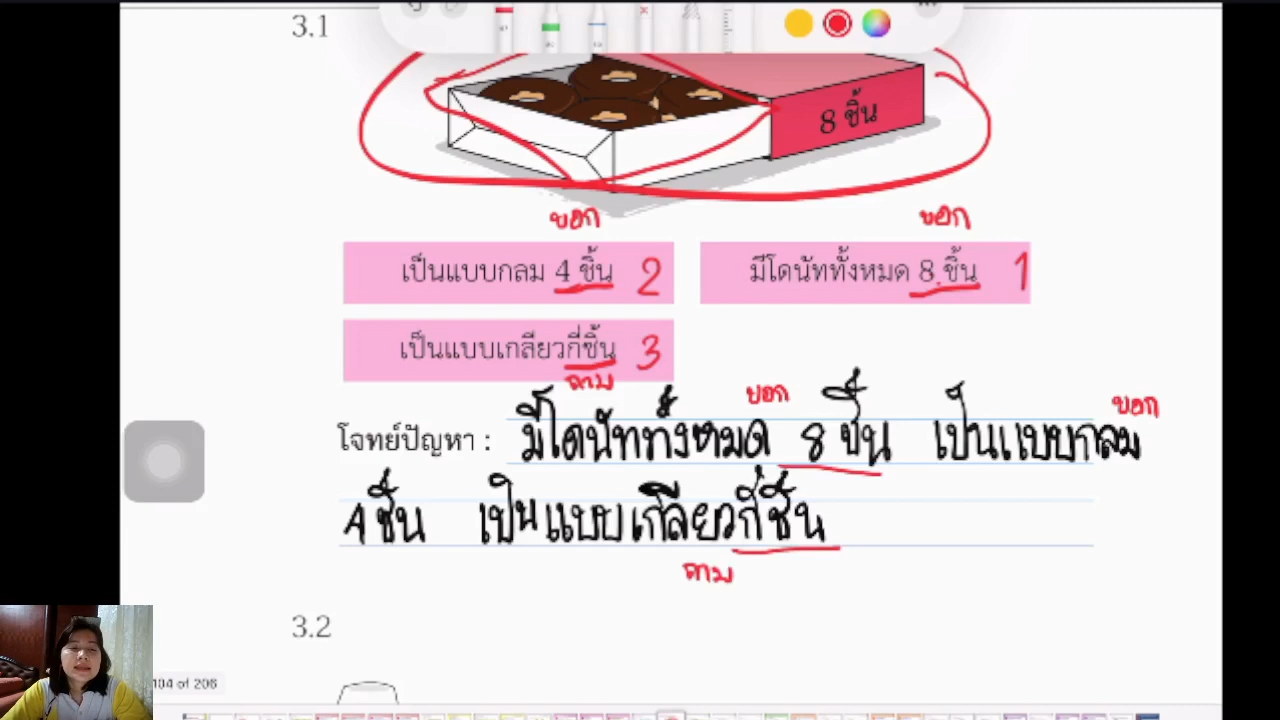 3.1
8 ชิ้น
บอก บอก
เป็นแบบกลม 4 ชิ้น 2 มีโดนัททั้งหมด 8 ชิ้น 1
เป็นแบบเกลียวกี่ชิ้น 3
ถาม บอก บอก
โจทย์ปัญหา : มีโดนัททั้งหมด 8 ชิ้น เป็นแบบกลม
4 ชิ้น เป็นแบบเกลียวกี่ชิ้น
ถาม
3.2
104 of 206